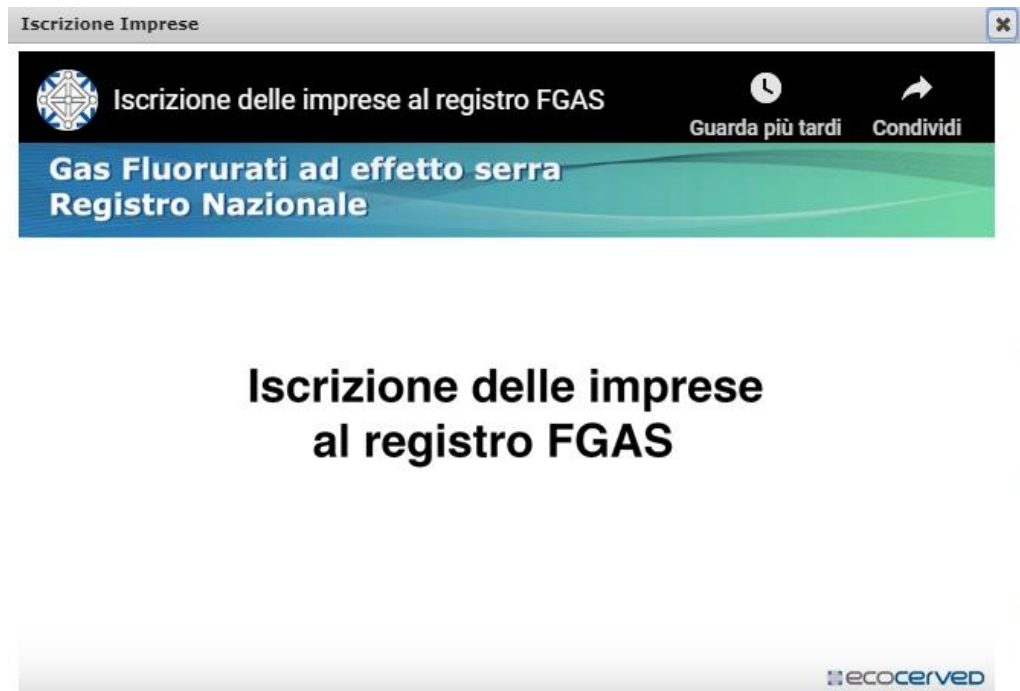 Iscrizione Imprese
Iscrizione delle imprese al registro FGAS
Guarda più tardi
Condividi
Gas Fluorurati ad effetto serra
Registro Nazionale
Iscrizione delle imprese
al registro FGAS
ecocerved